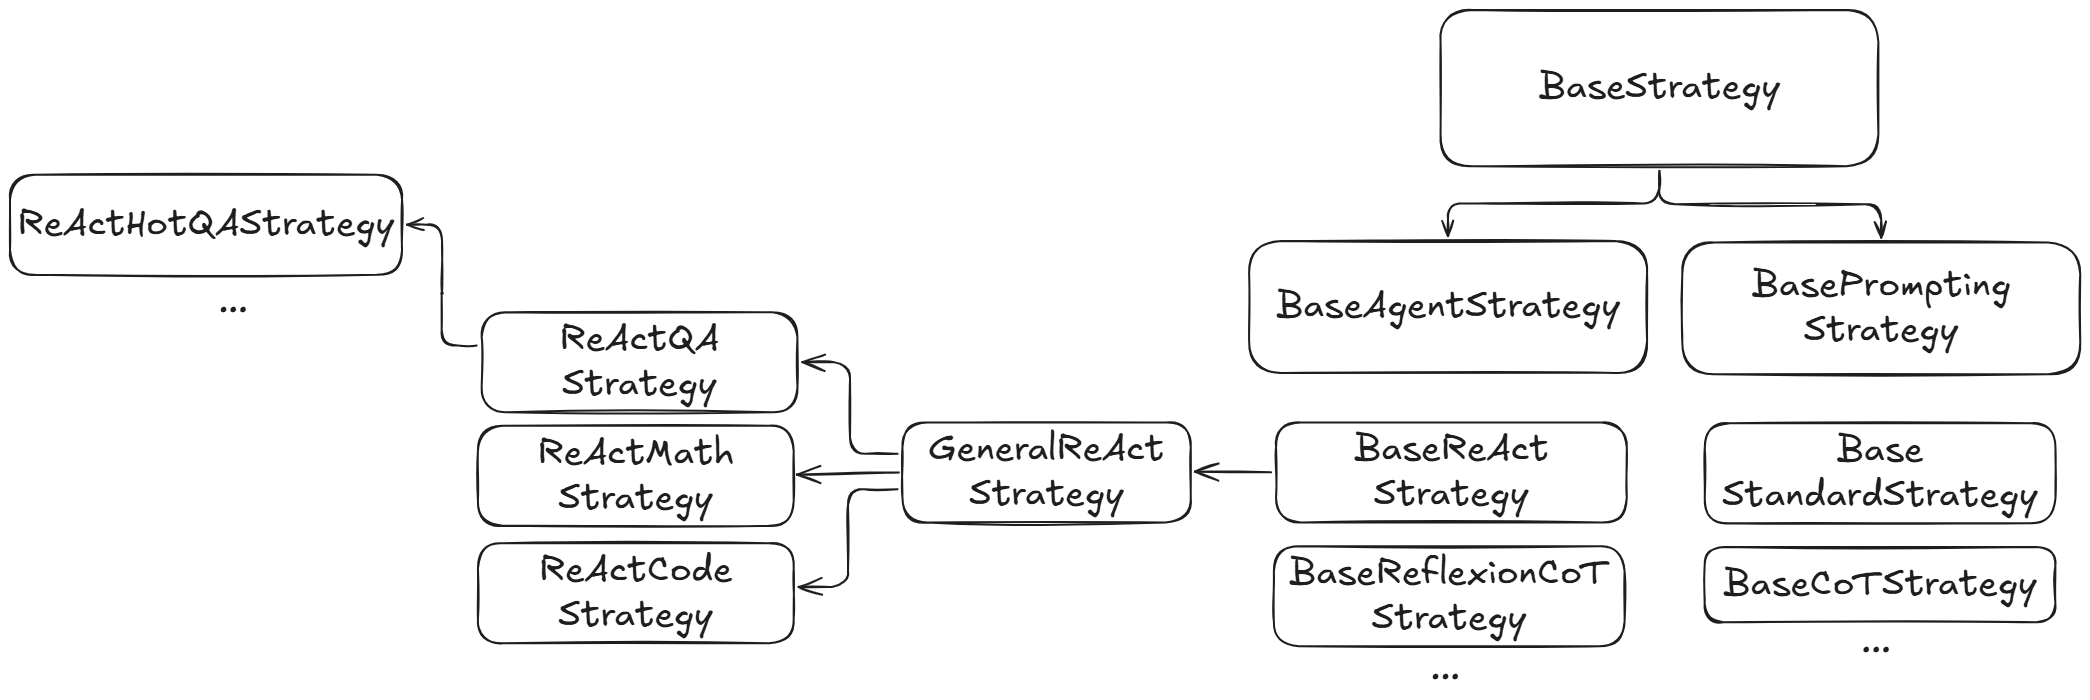 BaseStrategy
ReActHotQAStrategy
...
BaseAgentStrategy
BasePrompting
Strategy
ReActQA
Strategy
ReActMath
Strategy
ReActCode
Strategy
GeneralReAct
Strategy
BaseReAct
Strategy
BaseReflexionCoT
Strategy
...
Base
StandardStrategy
BaseCoTStrategy
...